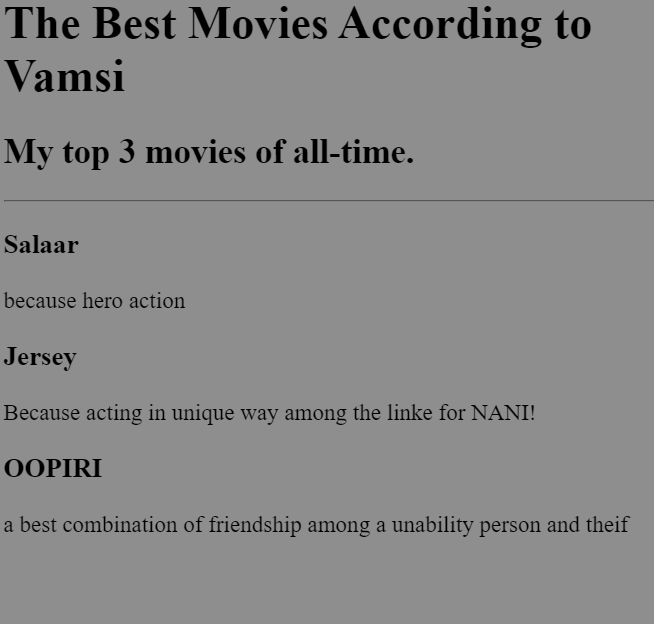 The Best Movies According to
Vamsi
My top 3 movies of all-time.
Salaar
because hero action
Jersey
Because acting in unique way among the linke for NANI!
OOPIRI
a best combination of friendship among a unability person and theif